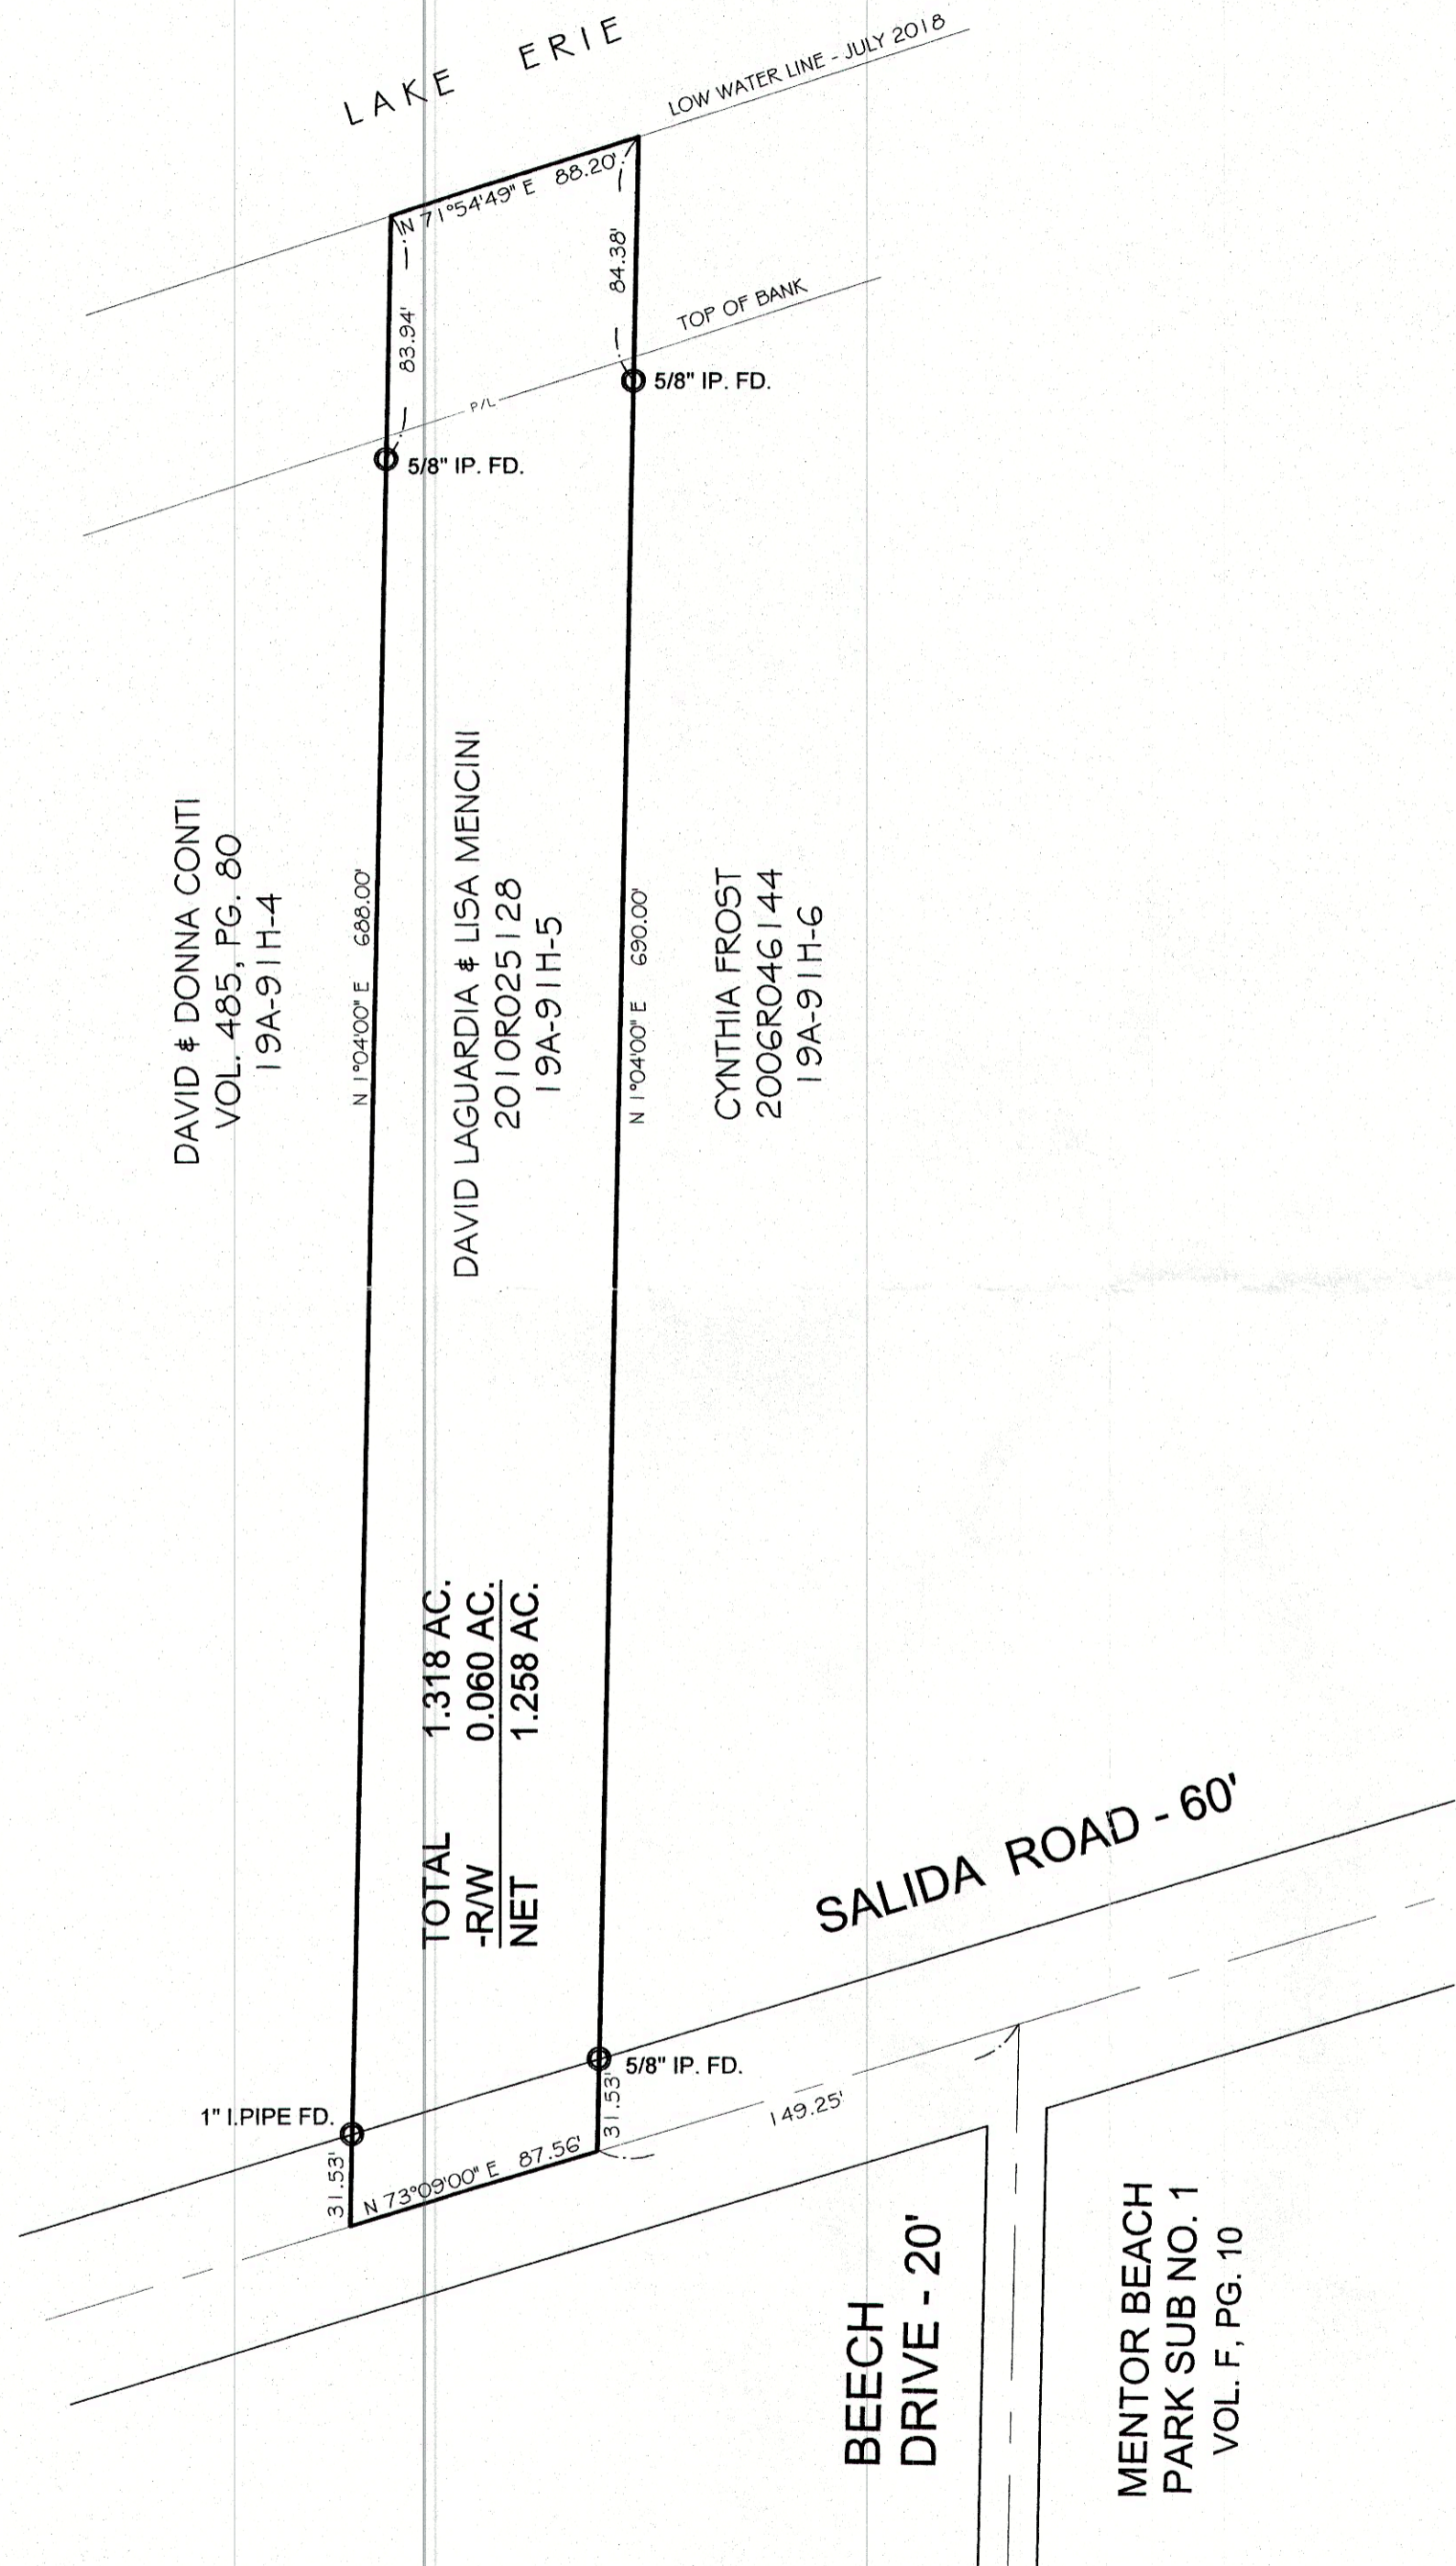 LAKE ERIE
LOW WATER LINE - JULY 2018
N 71°54'49" E 88.20'
83.94'
84.38'
TOP OF BANK
P/L
5/8" IP. FD.
5/8" IP. FD.
DAVID & DONNA CONTI
VOL. 485, PG. 80
19A-91H-4
N 1°04'00" E 688.00'
DAVID LAGUARDIA & LISA MENCINI
2010R025128
19A-91H-5
N 1°04'00" E 690.00'
CYNTHIA FROST
2006R046144
19A-91H-6
TOTAL 1.318 AC.
-R/W 0.060 AC.
NET 1.258 AC.
SALIDA ROAD - 60'
1" I.PIPE FD.
5/8" IP. FD.
31.53'
31.53'
N 73°09'00" E 87.56'
149.25'
BEECH
DRIVE - 20'
MENTOR BEACH
PARK SUB NO. 1
VOL. F, PG. 10